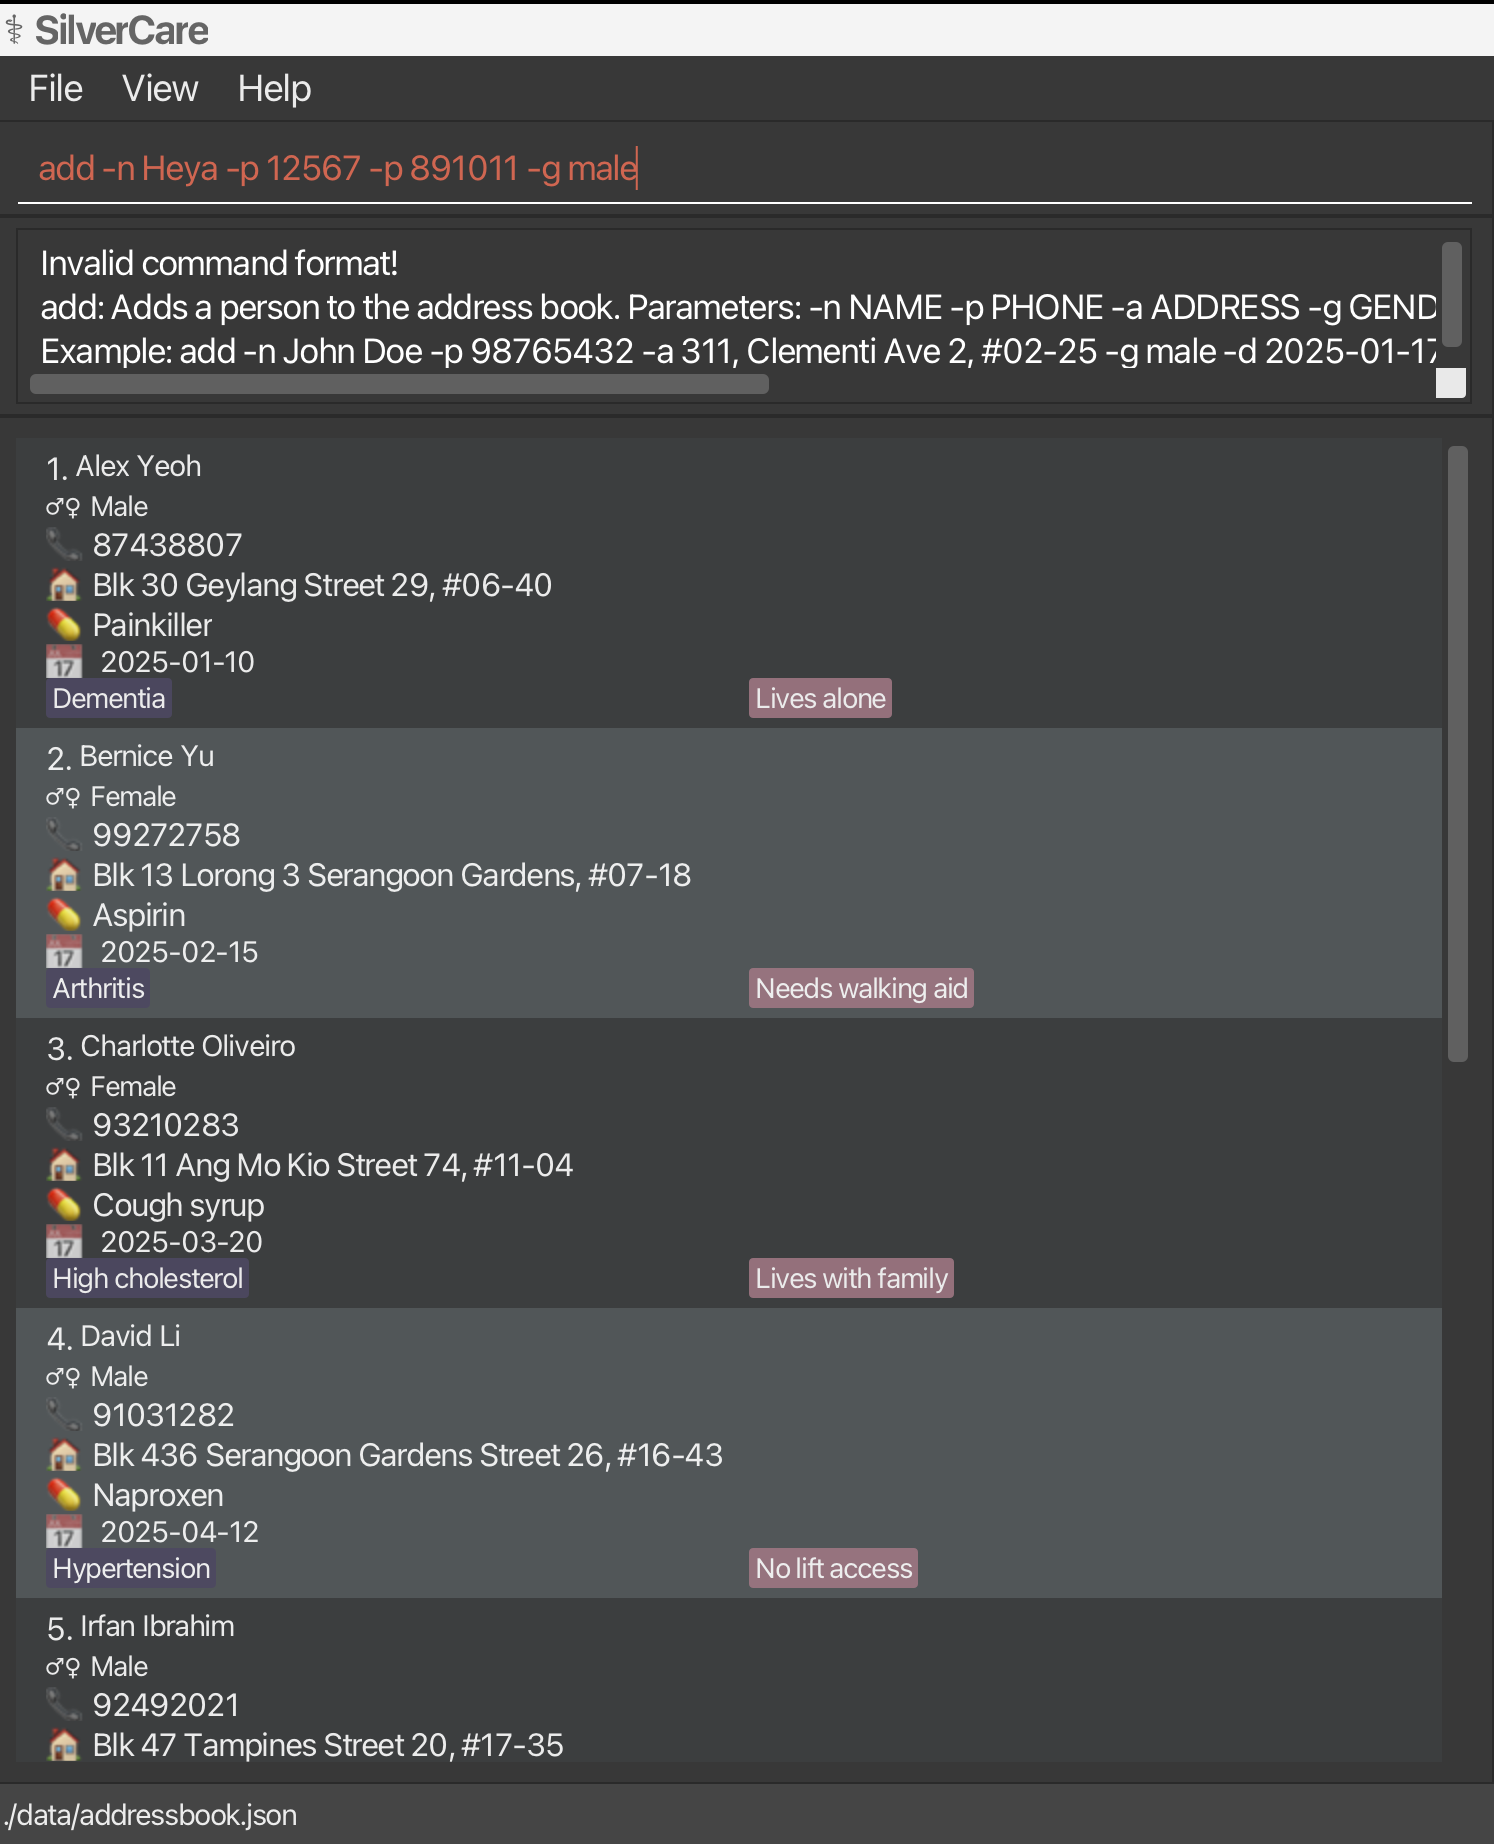 SilverCare
File View Help
add -n Heya -p 12567 -p 891011 -g male
Invalid command format!
add: Adds a person to the address book. Parameters: -n NAME -p PHONE -a ADDRESS -g GEND
Example: add -n John Doe -p 98765432 -a 311, Clementi Ave 2, #02-25 -g male -d 2025-01-17
1. Alex Yeoh
♂♀ Male
87438807
Blk 30 Geylang Street 29, #06-40
Painkiller
17 2025-01-10
Dementia Lives alone
2. Bernice Yu
♂♀ Female
99272758
Blk 13 Lorong 3 Serangoon Gardens, #07-18
Aspirin
17 2025-02-15
Arthritis Needs walking aid
3. Charlotte Oliveiro
♂♀ Female
93210283
Blk 11 Ang Mo Kio Street 74, #11-04
Cough syrup
17 2025-03-20
High cholesterol Lives with family
4. David Li
♂♀ Male
91031282
Blk 436 Serangoon Gardens Street 26, #16-43
Naproxen
17 2025-04-12
Hypertension No lift access
5. Irfan Ibrahim
♂♀ Male
92492021
Blk 47 Tampines Street 20, #17-35
./data/addressbook.json